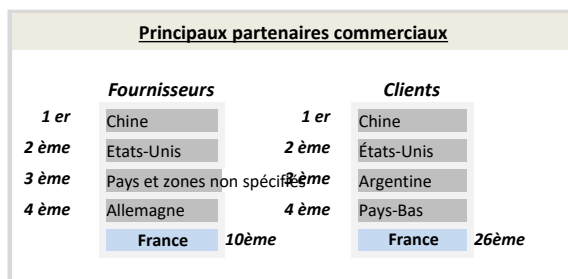 Principaux partenaires commerciaux
Fournisseurs Clients
1 er Chine 1 er Chine
2 ème Etats-Unis 2 ème États-Unis
3 ème Pays et zones non spécifiés 3 ème Argentine
4 ème Allemagne 4 ème Pays-Bas
France 10ème France 26ème